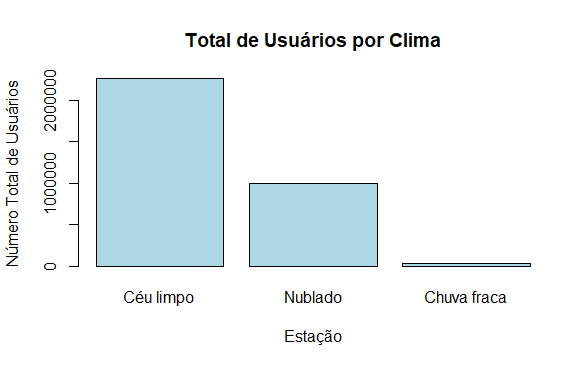 Total de Usuários por Clima
Número Total de Usuários
2000000
1000000
0
Céu limpo
Nublado
Chuva fraca
Estação